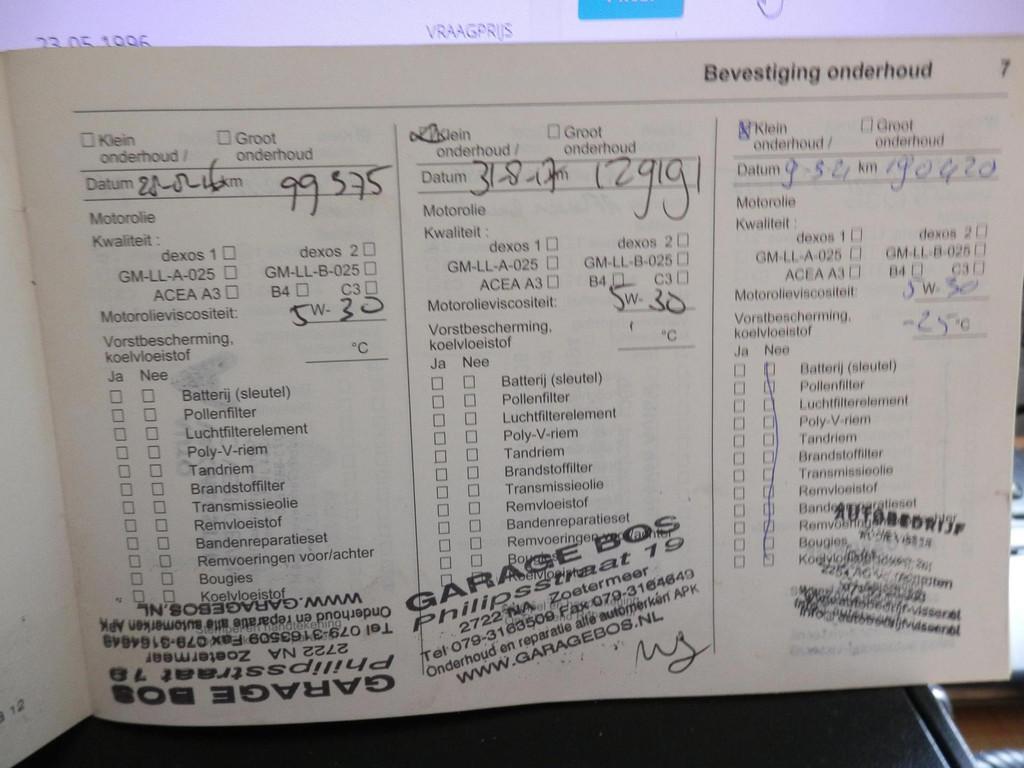 23.05.1996
VRAAGPRIJS
Bevestiging onderhoud 7
Klein onderhoud / Groot onderhoud
Datum km 99 575
Motorolie
Kwaliteit :
dexos 1 dexos 2
GM-LL-A-025 GM-LL-B-025
ACEA A3 B4 C3
Motorolieviscositeit: 5W-30
Vorstbescherming,
koelvloeistof °C
Ja Nee
Batterij (sleutel)
Pollenfilter
Luchtfilterelement
Poly-V-riem
Tandriem
Brandstoffilter
Transmissieolie
Remvloeistof
Bandenreparatieset
Remvoeringen voor/achter
Bougies
Koelvloeistof
GARAGE BOS
Philipsstraat 19
2722 NA Zoetermeer
Tel 079-3163509 Fax 079-3164649
Onderhoud en reparatie alle automerken APK
WWW.GARAGEBOS.NL
Klein onderhoud / Groot onderhoud
Datum 31-8-17 km 129191
Motorolie
Kwaliteit :
dexos 1 dexos 2
GM-LL-A-025 GM-LL-B-025
ACEA A3 B4 C3
Motorolieviscositeit: 5W-30
Vorstbescherming,
koelvloeistof °C
Ja Nee
Batterij (sleutel)
Pollenfilter
Luchtfilterelement
Poly-V-riem
Tandriem
Brandstoffilter
Transmissieolie
Remvloeistof
Bandenreparatieset
Remvoeringen
Koelvloeistof
GARAGE BOS
Philipsstraat 19
2722 NA Zoetermeer
Tel 079-3163509 Fax 079-3164649
Onderhoud en reparatie alle automerken APK
WWW.GARAGEBOS.NL
Klein onderhoud / Groot onderhoud
Datum km 190420
Motorolie
Kwaliteit :
dexos 1 dexos 2
GM-LL-A-025 GM-LL-B-025
ACEA A3 B4 C3
Motorolieviscositeit: 5W-30
Vorstbescherming,
koelvloeistof -25 °C
Ja Nee
Batterij (sleutel)
Pollenfilter
Luchtfilterelement
Poly-V-riem
Tandriem
Brandstoffilter
Transmissieolie
Remvloeistof
Bandenreparatieset
Bougies
AUTOBEDRIJF